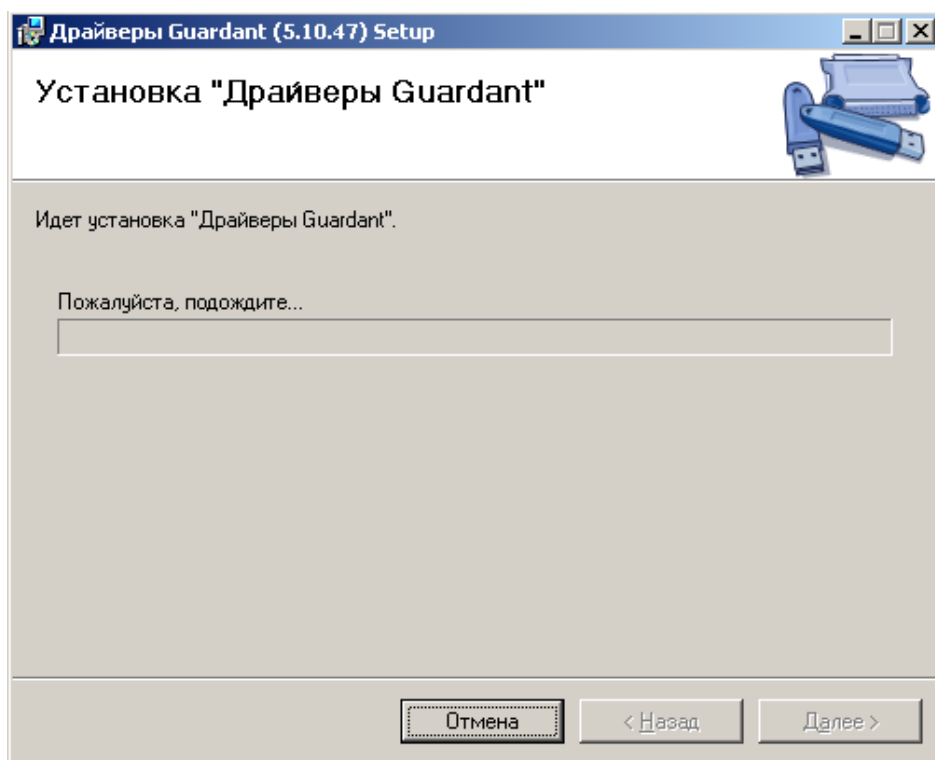 Драйверы Guardant (5.10.47) Setup
Установка "Драйверы Guardant"
Идет установка "Драйверы Guardant".
Пожалуйста, подождите...
Отмена
< Назад
Далее >